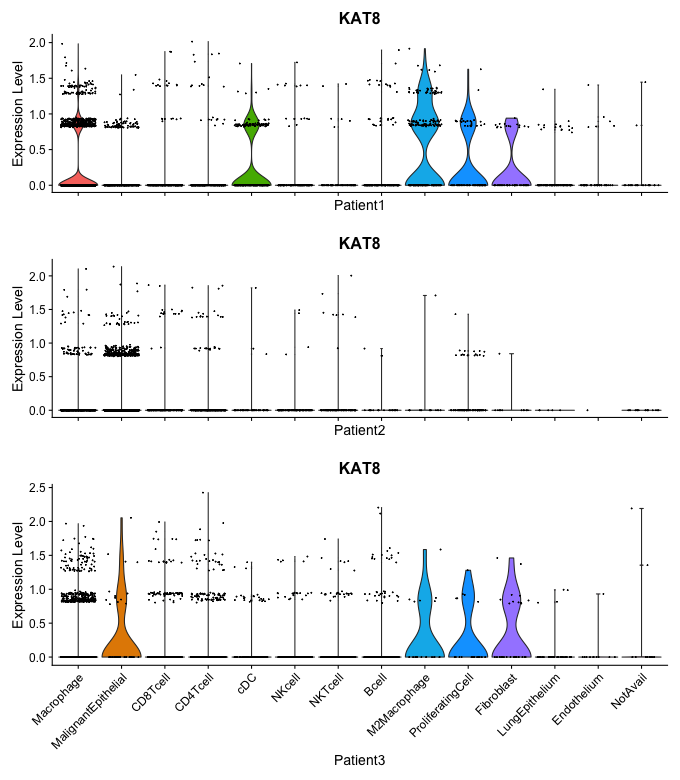 KAT8
Expression Level
2.0
1.5
1.0
0.5
0.0
Patient1
KAT8
Expression Level
2.0
1.5
1.0
0.5
0.0
Patient2
KAT8
Expression Level
2.5
2.0
1.5
1.0
0.5
0.0
Macrophage
MalignantEpithelial
CD8Tcell
CD4Tcell
cDC
NKcell
NKTcell
Bcell
M2Macrophage
ProliferatingCell
Fibroblast
LungEpithelium
Endothelium
NotAvail
Patient3